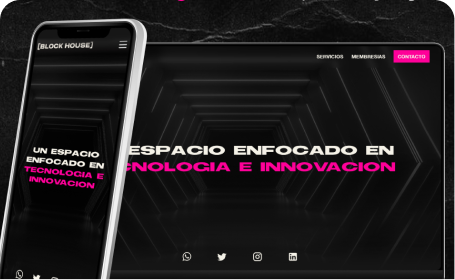 [BLOCK HOUSE]
UN ESPACIO
ENFOCADO EN
TECNOLOGIA E
INNOVACION
SERVICIOS MEMBRESIAS CONTACTO
ESPACIO ENFOCADO EN
CNOLOGIA E INNOVACION